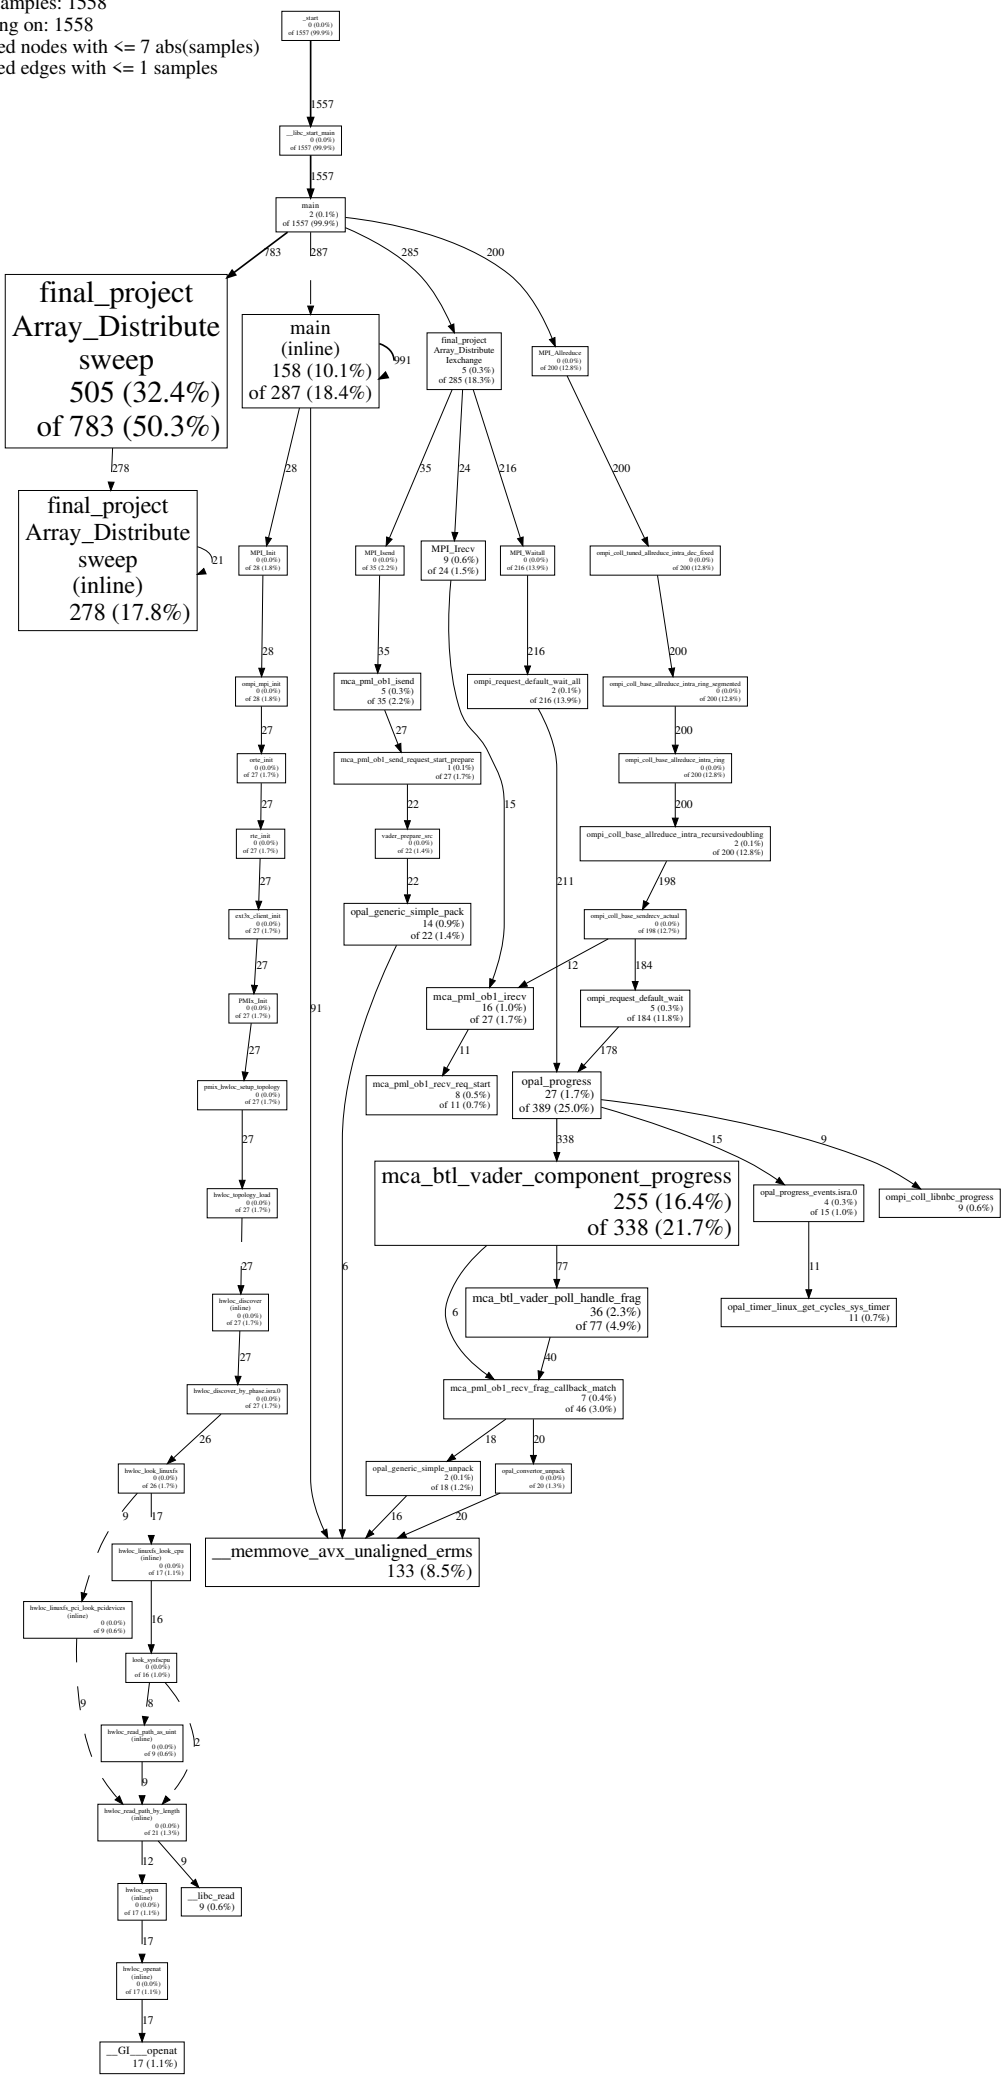 amples: 1558
ng on: 1558
ed nodes with <= 7 abs(samples)
ed edges with <= 1 samples
_start
0 (0.0%)
of 1557 (99.9%)
1557
__libc_start_main
0 (0.0%)
of 1557 (99.9%)
1557
main
2 (0.1%)
of 1557 (99.9%)
783
287
285
200
final_project
Array_Distribute
sweep
505 (32.4%)
of 783 (50.3%)
main
(inline)
158 (10.1%)
of 287 (18.4%)
991
final_project
Array_Distribute
Iexchange
5 (0.3%)
of 285 (18.3%)
MPI_Allreduce
0 (0.0%)
of 200 (12.8%)
278
28
35
24
216
200
final_project
Array_Distribute
sweep
(inline)
278 (17.8%)
21
MPI_Init
0 (0.0%)
of 28 (1.8%)
MPI_Isend
0 (0.0%)
of 35 (2.2%)
MPI_Irecv
9 (0.6%)
of 24 (1.5%)
MPI_Waitall
0 (0.0%)
of 216 (13.9%)
ompi_coll_tuned_allreduce_intra_dec_fixed
0 (0.0%)
of 200 (12.8%)
28
35
216
200
ompi_mpi_init
0 (0.0%)
of 28 (1.8%)
mca_pml_ob1_isend
5 (0.3%)
of 35 (2.2%)
ompi_request_default_wait_all
2 (0.1%)
of 216 (13.9%)
ompi_coll_base_allreduce_intra_ring_segmented
0 (0.0%)
of 200 (12.8%)
27
27
200
orte_init
0 (0.0%)
of 27 (1.7%)
mca_pml_ob1_send_request_start_prepare
1 (0.1%)
of 27 (1.7%)
ompi_coll_base_allreduce_intra_ring
0 (0.0%)
of 200 (12.8%)
27
22
15
200
rte_init
0 (0.0%)
of 27 (1.7%)
vader_prepare_src
0 (0.0%)
of 22 (1.4%)
ompi_coll_base_allreduce_intra_recursivedoubling
2 (0.1%)
of 200 (12.8%)
27
22
211
198
ext3x_client_init
0 (0.0%)
of 27 (1.7%)
opal_generic_simple_pack
14 (0.9%)
of 22 (1.4%)
ompi_coll_base_sendrecv_actual
0 (0.0%)
of 198 (12.7%)
27
12
184
PMIx_Init
0 (0.0%)
of 27 (1.7%)
91
mca_pml_ob1_irecv
16 (1.0%)
of 27 (1.7%)
ompi_request_default_wait
5 (0.3%)
of 184 (11.8%)
27
11
178
pmix_hwloc_setup_topology
0 (0.0%)
of 27 (1.7%)
mca_pml_ob1_recv_req_start
8 (0.5%)
of 11 (0.7%)
opal_progress
27 (1.7%)
of 389 (25.0%)
27
338
15
9
hwloc_topology_load
0 (0.0%)
of 27 (1.7%)
mca_btl_vader_component_progress
255 (16.4%)
of 338 (21.7%)
opal_progress_events.isra.0
4 (0.3%)
of 15 (1.0%)
ompi_coll_libnbc_progress
9 (0.6%)
27
6
77
11
hwloc_discover
(inline)
0 (0.0%)
of 27 (1.7%)
6
mca_btl_vader_poll_handle_frag
36 (2.3%)
of 77 (4.9%)
opal_timer_linux_get_cycles_sys_timer
11 (0.7%)
27
40
hwloc_discover_by_phase.isra.0
0 (0.0%)
of 27 (1.7%)
mca_pml_ob1_recv_frag_callback_match
7 (0.4%)
of 46 (3.0%)
26
18
20
hwloc_look_linuxfs
0 (0.0%)
of 26 (1.7%)
opal_generic_simple_unpack
2 (0.1%)
of 18 (1.2%)
opal_convertor_unpack
0 (0.0%)
of 20 (1.3%)
9
17
16
20
hwloc_linuxfs_look_cpu
(inline)
0 (0.0%)
of 17 (1.1%)
__memmove_avx_unaligned_erms
133 (8.5%)
hwloc_linuxfs_pci_look_pcidevices
(inline)
0 (0.0%)
of 9 (0.6%)
16
look_sysfscpu
0 (0.0%)
of 16 (1.0%)
9
8
2
hwloc_read_path_as_uint
(inline)
0 (0.0%)
of 9 (0.6%)
9
hwloc_read_path_by_length
(inline)
0 (0.0%)
of 21 (1.3%)
12
9
hwloc_open
(inline)
0 (0.0%)
of 17 (1.1%)
__libc_read
9 (0.6%)
17
hwloc_openat
(inline)
0 (0.0%)
of 17 (1.1%)
17
__GI___openat
17 (1.1%)